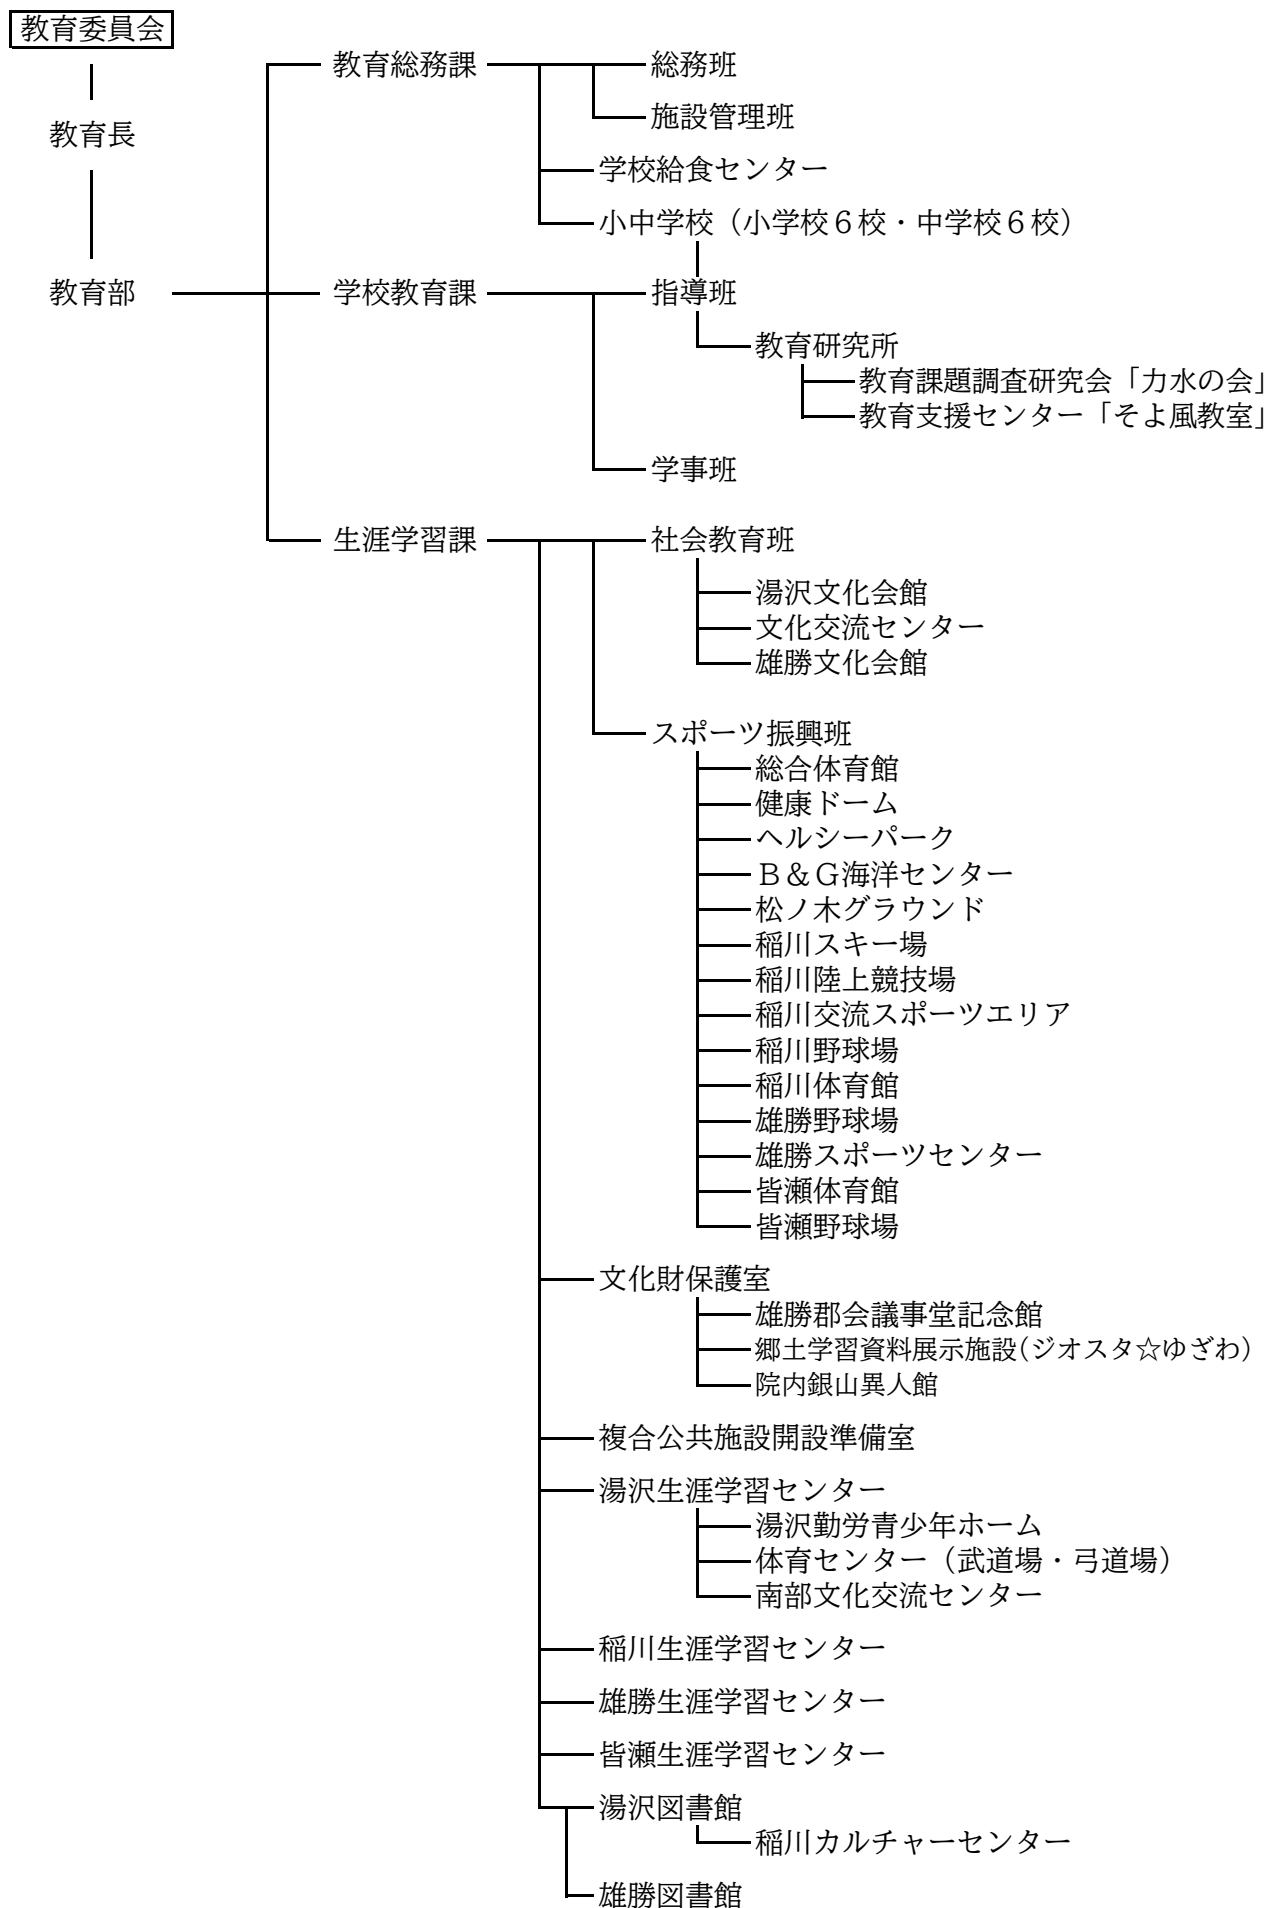 教育委員会
教育総務課 総務班
施設管理班
教育長
学校給食センター
小中学校（小学校６校・中学校６校）
教育部 学校教育課 指導班
教育研究所
教育課題調査研究会「力水の会」
教育支援センター「そよ風教室」
学事班
生涯学習課 社会教育班
湯沢文化会館
文化交流センター
雄勝文化会館
スポーツ振興班
総合体育館
健康ドーム
ヘルシーパーク
Ｂ＆Ｇ海洋センター
松ノ木グラウンド
稲川スキー場
稲川陸上競技場
稲川交流スポーツエリア
稲川野球場
稲川体育館
雄勝野球場
雄勝スポーツセンター
皆瀬体育館
皆瀬野球場
文化財保護室
雄勝郡会議事堂記念館
郷土学習資料展示施設(ジオスタ☆ゆざわ)
院内銀山異人館
複合公共施設開設準備室
湯沢生涯学習センター
湯沢勤労青少年ホーム
体育センター（武道場・弓道場）
南部文化交流センター
稲川生涯学習センター
雄勝生涯学習センター
皆瀬生涯学習センター
湯沢図書館
稲川カルチャーセンター
雄勝図書館